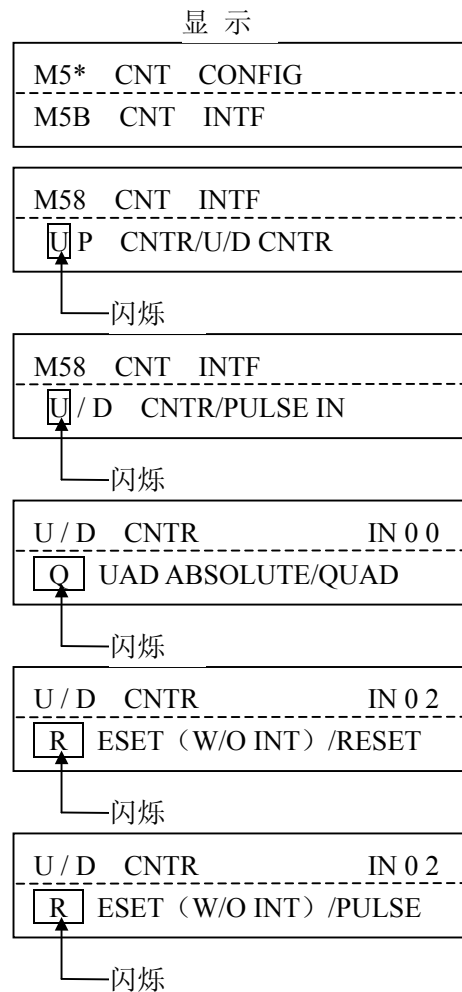 显 示
M5* CNT CONFIG
M5B CNT INTF
M58 CNT INTF
U P CNTR/U/D CNTR
闪烁
M58 CNT INTF
U / D CNTR/PULSE IN
闪烁
U / D CNTR IN 0 0
Q UAD ABSOLUTE/QUAD
闪烁
U / D CNTR IN 0 2
R ESET（W/O INT）/RESET
闪烁
U / D CNTR IN 0 2
R ESET（W/O INT）/PULSE
闪烁